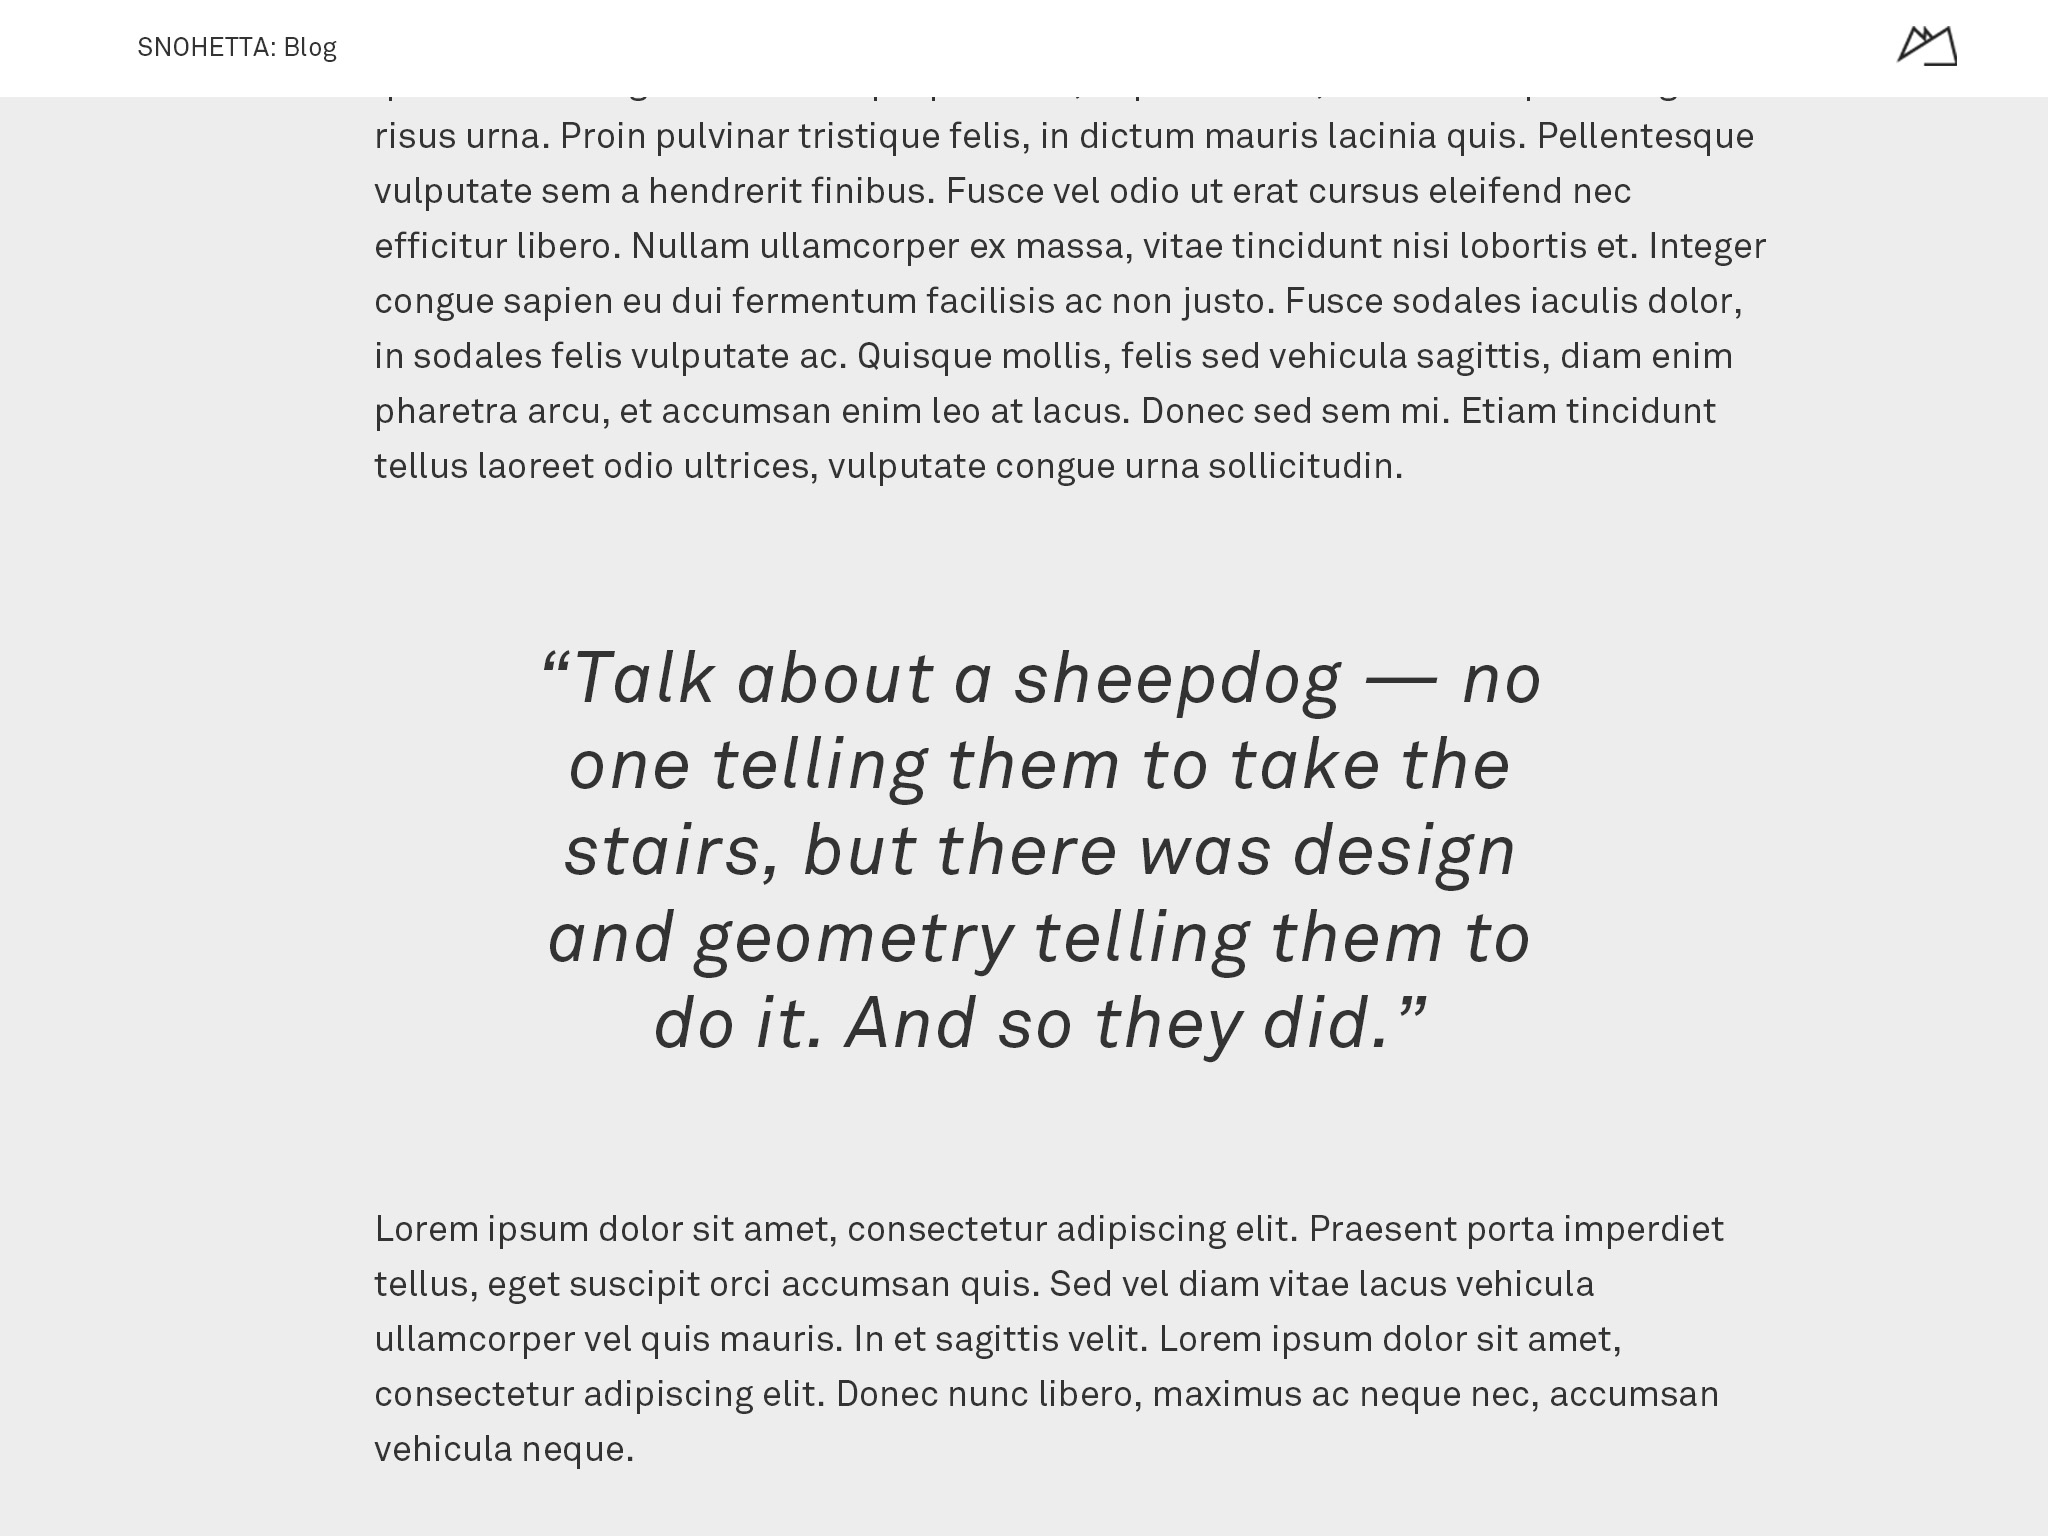 SNOHETTA: Blog
risus urna. Proin pulvinar tristique felis, in dictum mauris lacinia quis. Pellentesque
vulputate sem a hendrerit finibus. Fusce vel odio ut erat cursus eleifend nec
efficitur libero. Nullam ullamcorper ex massa, vitae tincidunt nisi lobortis et. Integer
congue sapien eu dui fermentum facilisis ac non justo. Fusce sodales iaculis dolor,
in sodales felis vulputate ac. Quisque mollis, felis sed vehicula sagittis, diam enim
pharetra arcu, et accumsan enim leo at lacus. Donec sed sem mi. Etiam tincidunt
tellus laoreet odio ultrices, vulputate congue urna sollicitudin.
“Talk about a sheepdog — no
one telling them to take the
stairs, but there was design
and geometry telling them to
do it. And so they did.”
Lorem ipsum dolor sit amet, consectetur adipiscing elit. Praesent porta imperdiet
tellus, eget suscipit orci accumsan quis. Sed vel diam vitae lacus vehicula
ullamcorper vel quis mauris. In et sagittis velit. Lorem ipsum dolor sit amet,
consectetur adipiscing elit. Donec nunc libero, maximus ac neque nec, accumsan
vehicula neque.